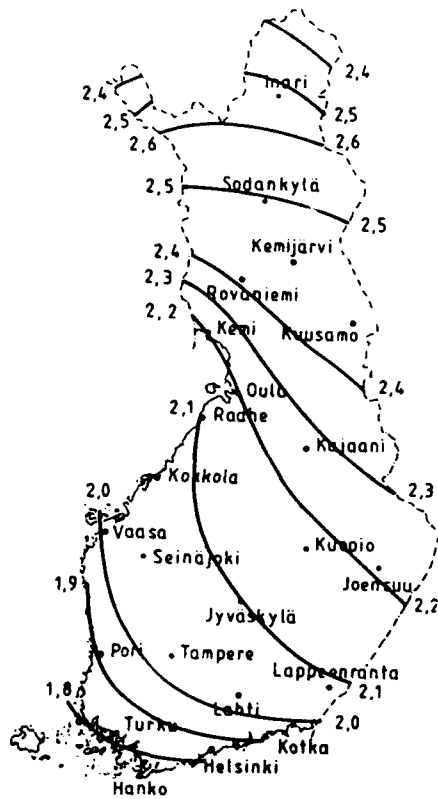 2,4
2,4
Inari
2,5
2,5
2,6
2,6
2,5
Sodankylä
2,5
Kemijärvi
2,4
2,3
Rovaniemi
2,2
Kemi
Kuusamo
2,4
Oulu
2,1
Raahe
Kajaani
Kokkola
2,0
2,3
Vaasa
Seinäjoki
Kuopio
Joensuu
1,9
2,2
Jyväskylä
Pori
Tampere
Lappeenranta
1,8
2,1
Lahti
Turku
2,0
Kotka
Helsinki
Hanko